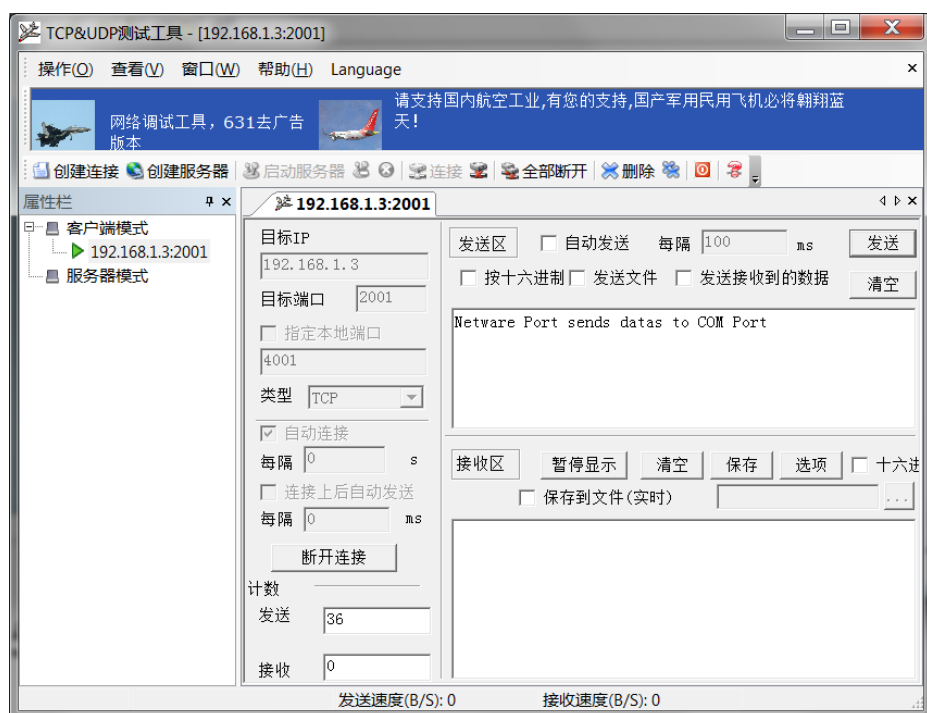 TCP&UDP测试工具 - [192.168.1.3:2001]
操作(O) 查看(V) 窗口(W) 帮助(H) Language
网络调试工具，631去广告版本
请支持国内航空工业,有您的支持,国产军用民用飞机必将翱翔蓝天!
创建连接 创建服务器 启动服务器 连接 全部断开 删除
属性栏
客户端模式
192.168.1.3:2001
服务器模式
192.168.1.3:2001
目标IP
192.168.1.3
目标端口 2001
指定本地端口
4001
类型 TCP
自动连接
每隔 0 s
连接上后自动发送
每隔 0 ms
断开连接
计数
发送 36
接收 0
发送区 自动发送 每隔 100 ms 发送
按十六进制 发送文件 发送接收到的数据 清空
Netware Port sends datas to COM Port
接收区 暂停显示 清空 保存 选项 十六进
保存到文件(实时) ...
发送速度(B/S): 0 接收速度(B/S): 0